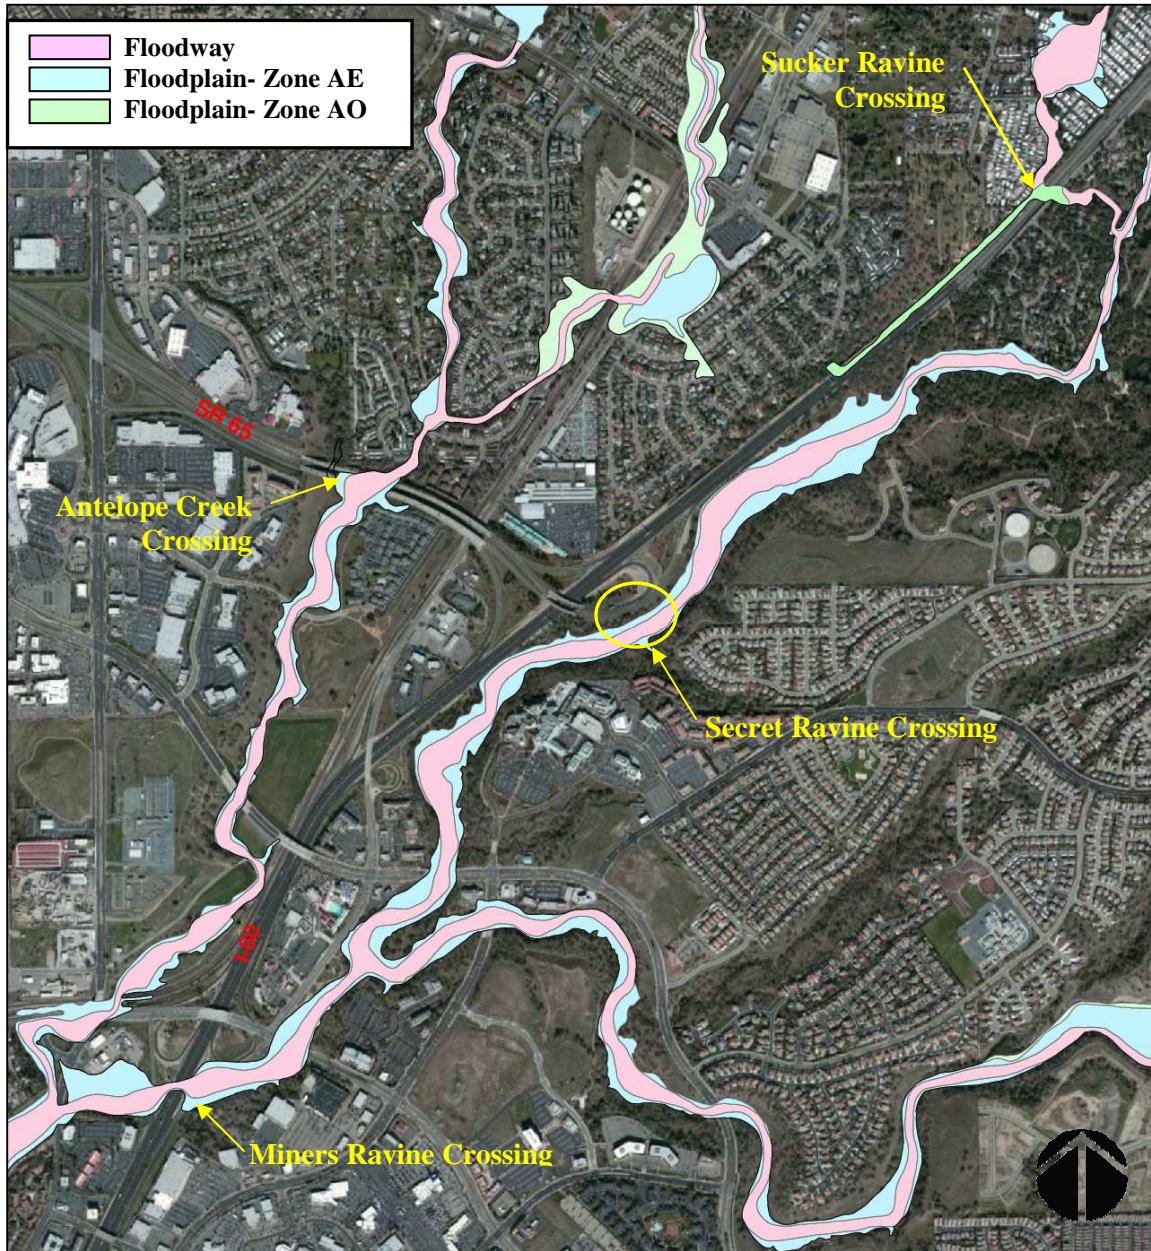 Floodway
Floodplain- Zone AE
Floodplain- Zone AO
Sucker Ravine
Crossing
SR 65
Antelope Creek
Crossing
Secret Ravine Crossing
I-80
Miners Ravine Crossing